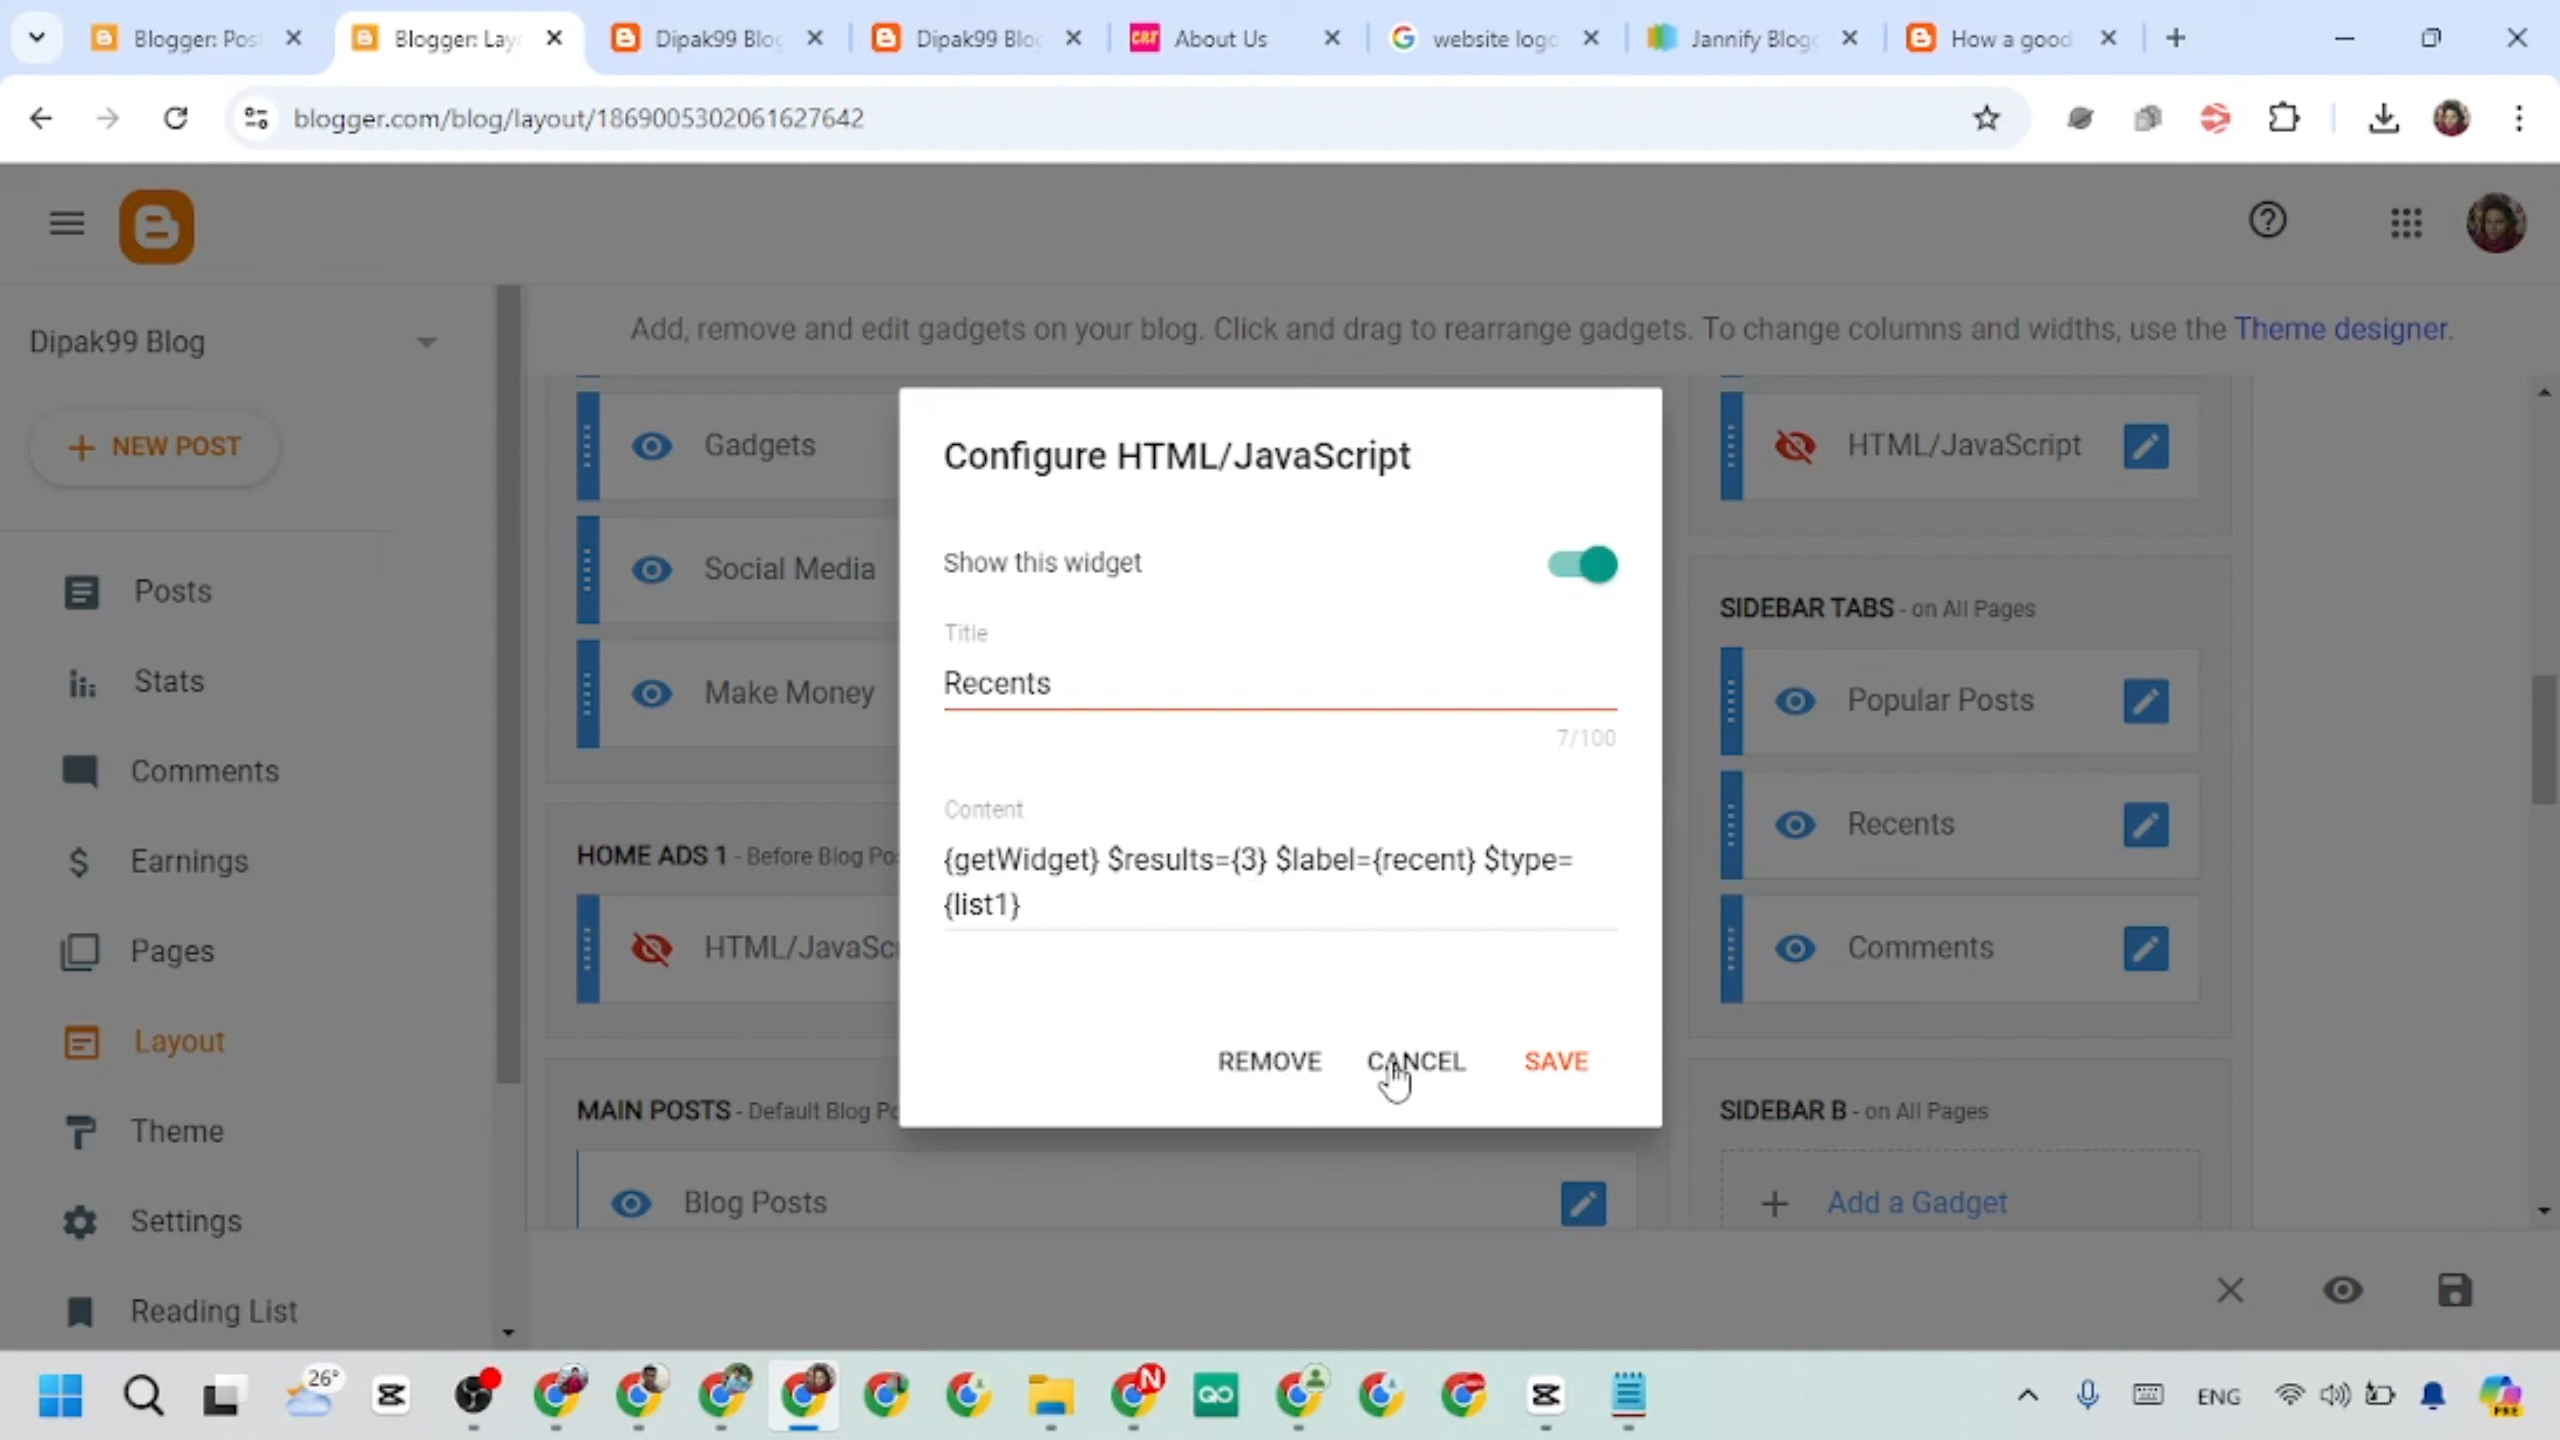 Blogger: Pos
Blogger: Lay
Dipak99 Blog
Dipak99 Blo
CRF
About Us
website logo
Jannify Blogg
How a good
blogger.com/blog/layout/1869005302061627642
Dipak99 Blog
NEW POST
Posts
Stats
Comments
Earnings
Pages
Layout
Theme
Settings
Reading List
Add, remove and edit gadgets on your blog. Click and drag to rearrange gadgets. To change columns and widths, use the Theme designer.
Gadgets
Social Media
Make Money
HOME ADS 1 - Before Blog Po
HTML/JavaScr
MAIN POSTS - Default Blog Po
Blog Posts
Configure HTML/JavaScript
Show this widget
Title
Recents
7/100
Content
{getWidget} $results={3} $label={recent} $type=
{list1}
REMOVE
CANCEL
SAVE
HTML/JavaScript
SIDEBAR TABS - on All Pages
Popular Posts
Recents
Comments
SIDEBAR B - on All Pages
Add a Gadget
26°
N
GO
ENG
PRE